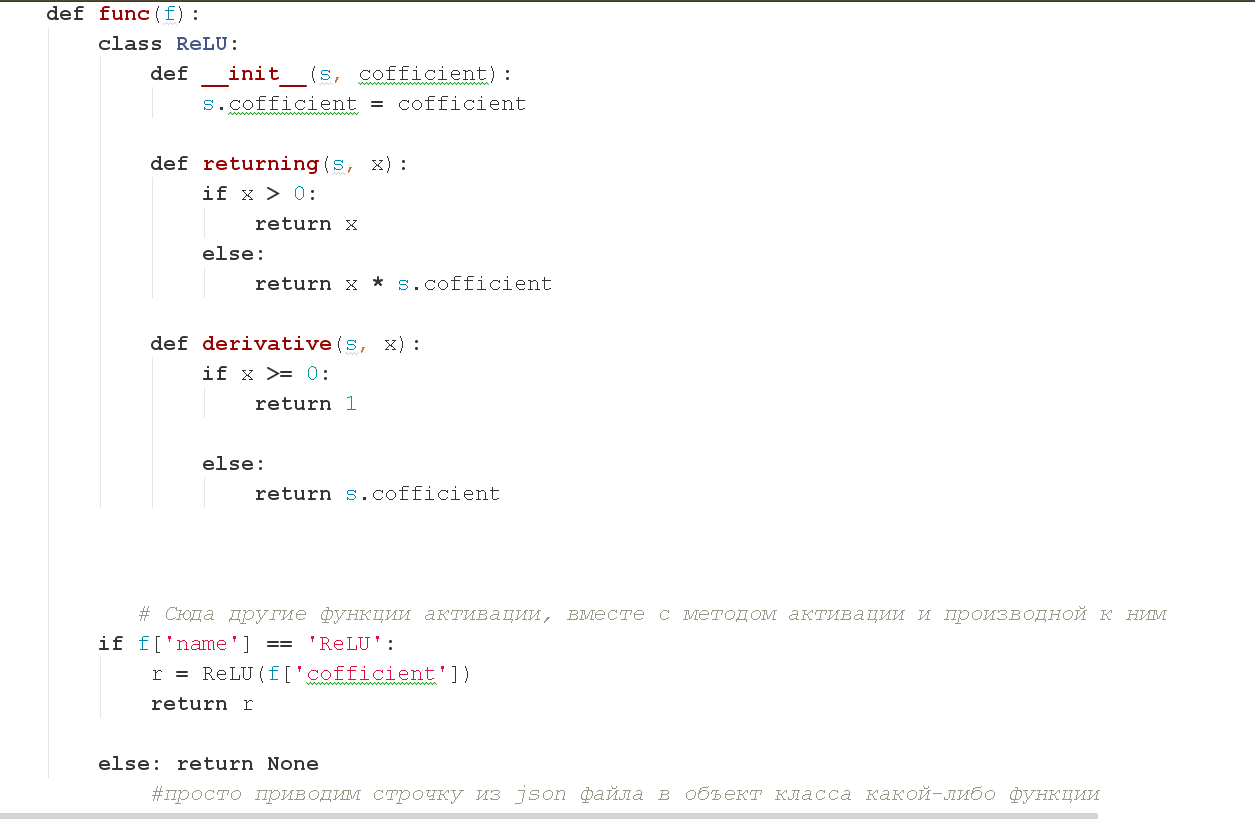 def func(f):
    class ReLU:
        def __init__(s, cofficient):
            s.cofficient = cofficient

        def returning(s, x):
            if x > 0:
                return x
            else:
                return x * s.cofficient

        def derivative(s, x):
            if x >= 0:
                return 1

            else:
                return s.cofficient

       # Сюда другие функции активации, вместе с методом активации и производной к ним
    if f['name'] == 'ReLU':
        r = ReLU(f['cofficient'])
        return r

    else: return None
        #просто приводим строчку из json файла в объект класса какой-либо функции